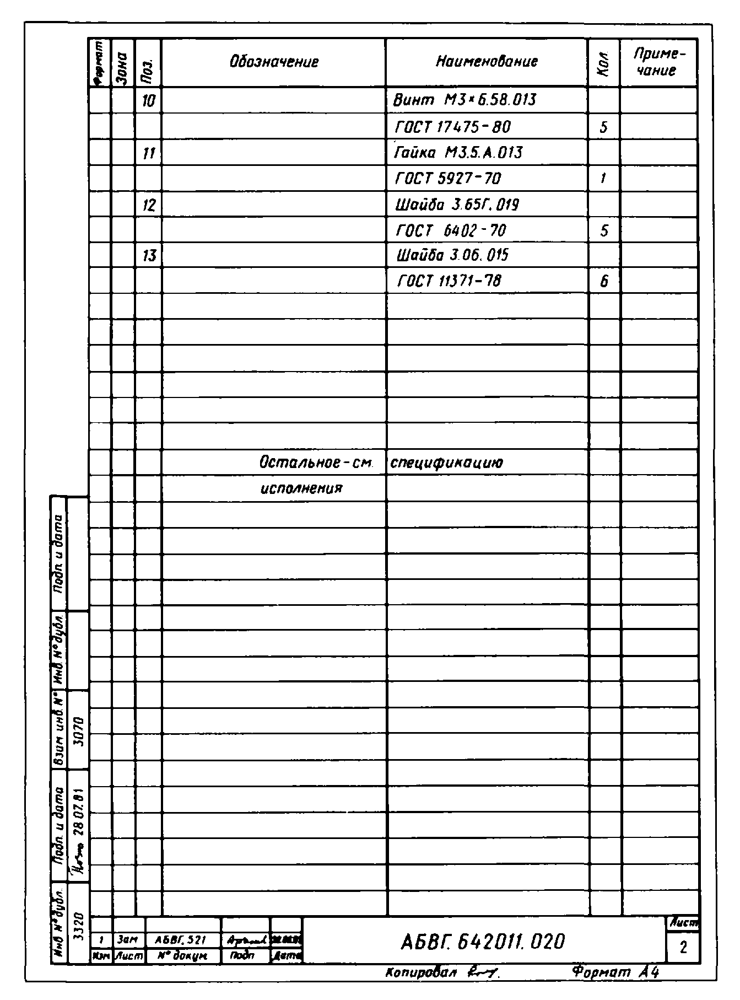 Формат Зона Поз. Обозначение Наименование Кол. Приме-
чание
10 Винт М3×6.58.013
ГОСТ 17475-80 5
11 Гайка М3.5.А.013
ГОСТ 5927-70 1
12 Шайба 3.65Г.019
ГОСТ 6402-70 5
13 Шайба 3.06.015
ГОСТ 11371-78 6
Остальное-см. спецификацию
исполнения
Подп. и дата
Инв. № дубл.
Взам. инв. № 3070
Подп. и дата 28.07.81
Инв. № дубл. 3320
1 Зам АБВГ.521
Изм Лист № докум. Подп Дата
АБВГ. 642011. 020
Лист
2
Копировал Формат А4